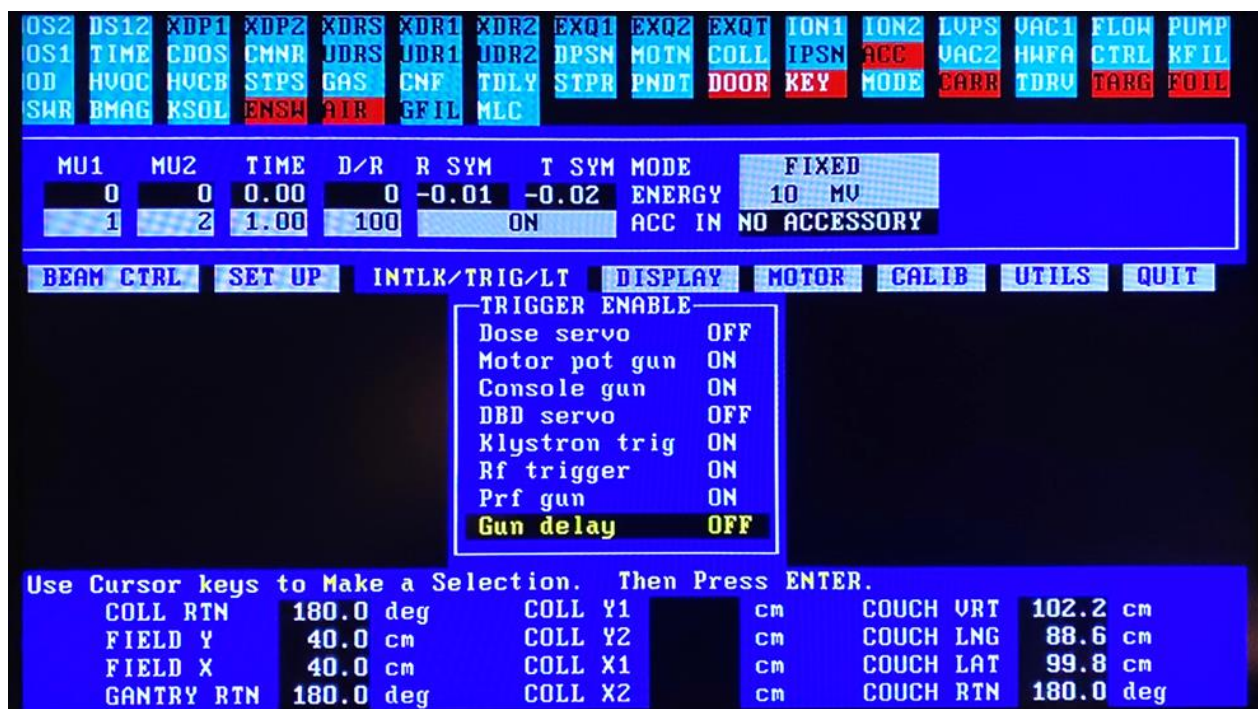 OS2 DS12 XDP1 XDP2 XDRS XDR1 XDR2 EXQ1 EXQ2 EXQT ION1 ION2 LVPS VAC1 FLOW PUMP
OS1 TIME CDOS CMNR UDRS UDR1 UDR2 DPSN MOTN COLL IPSN ACC VAC2 HWFA CTRL KFIL
OD HVOC HVCB STPS GAS CNF TDLY STPR PNDT DOOR KEY MODE CARR TDRV TARG FOIL
SWR BMAG KSOL ENSW AIR GFIL MLC
MU1 MU2 TIME D/R R SYM T SYM MODE FIXED
0 0 0.00 0 -0.01 -0.02 ENERGY 10 MV
1 2 1.00 100 ON ACC IN NO ACCESSORY
BEAM CTRL SET UP INTLK/TRIG/LT DISPLAY MOTOR CALIB UTILS QUIT
TRIGGER ENABLE
Dose servo OFF
Motor pot gun ON
Console gun ON
DBD servo OFF
Klystron trig ON
Rf trigger ON
Prf gun ON
Gun delay OFF
Use Cursor keys to Make a Selection. Then Press ENTER.
COLL RTN 180.0 deg COLL Y1 cm COUCH VRT 102.2 cm
FIELD Y 40.0 cm COLL Y2 cm COUCH LNG 88.6 cm
FIELD X 40.0 cm COLL X1 cm COUCH LAT 99.8 cm
GANTRY RTN 180.0 deg COLL X2 cm COUCH RTN 180.0 deg